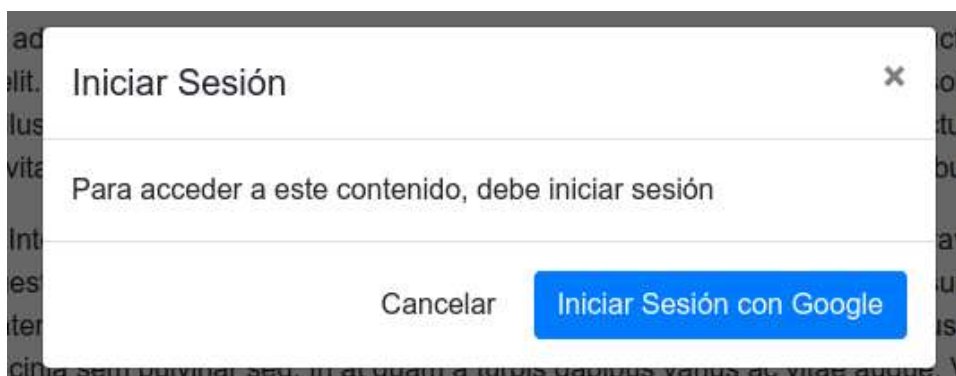 Iniciar Sesión ×
Para acceder a este contenido, debe iniciar sesión
Cancelar Iniciar Sesión con Google